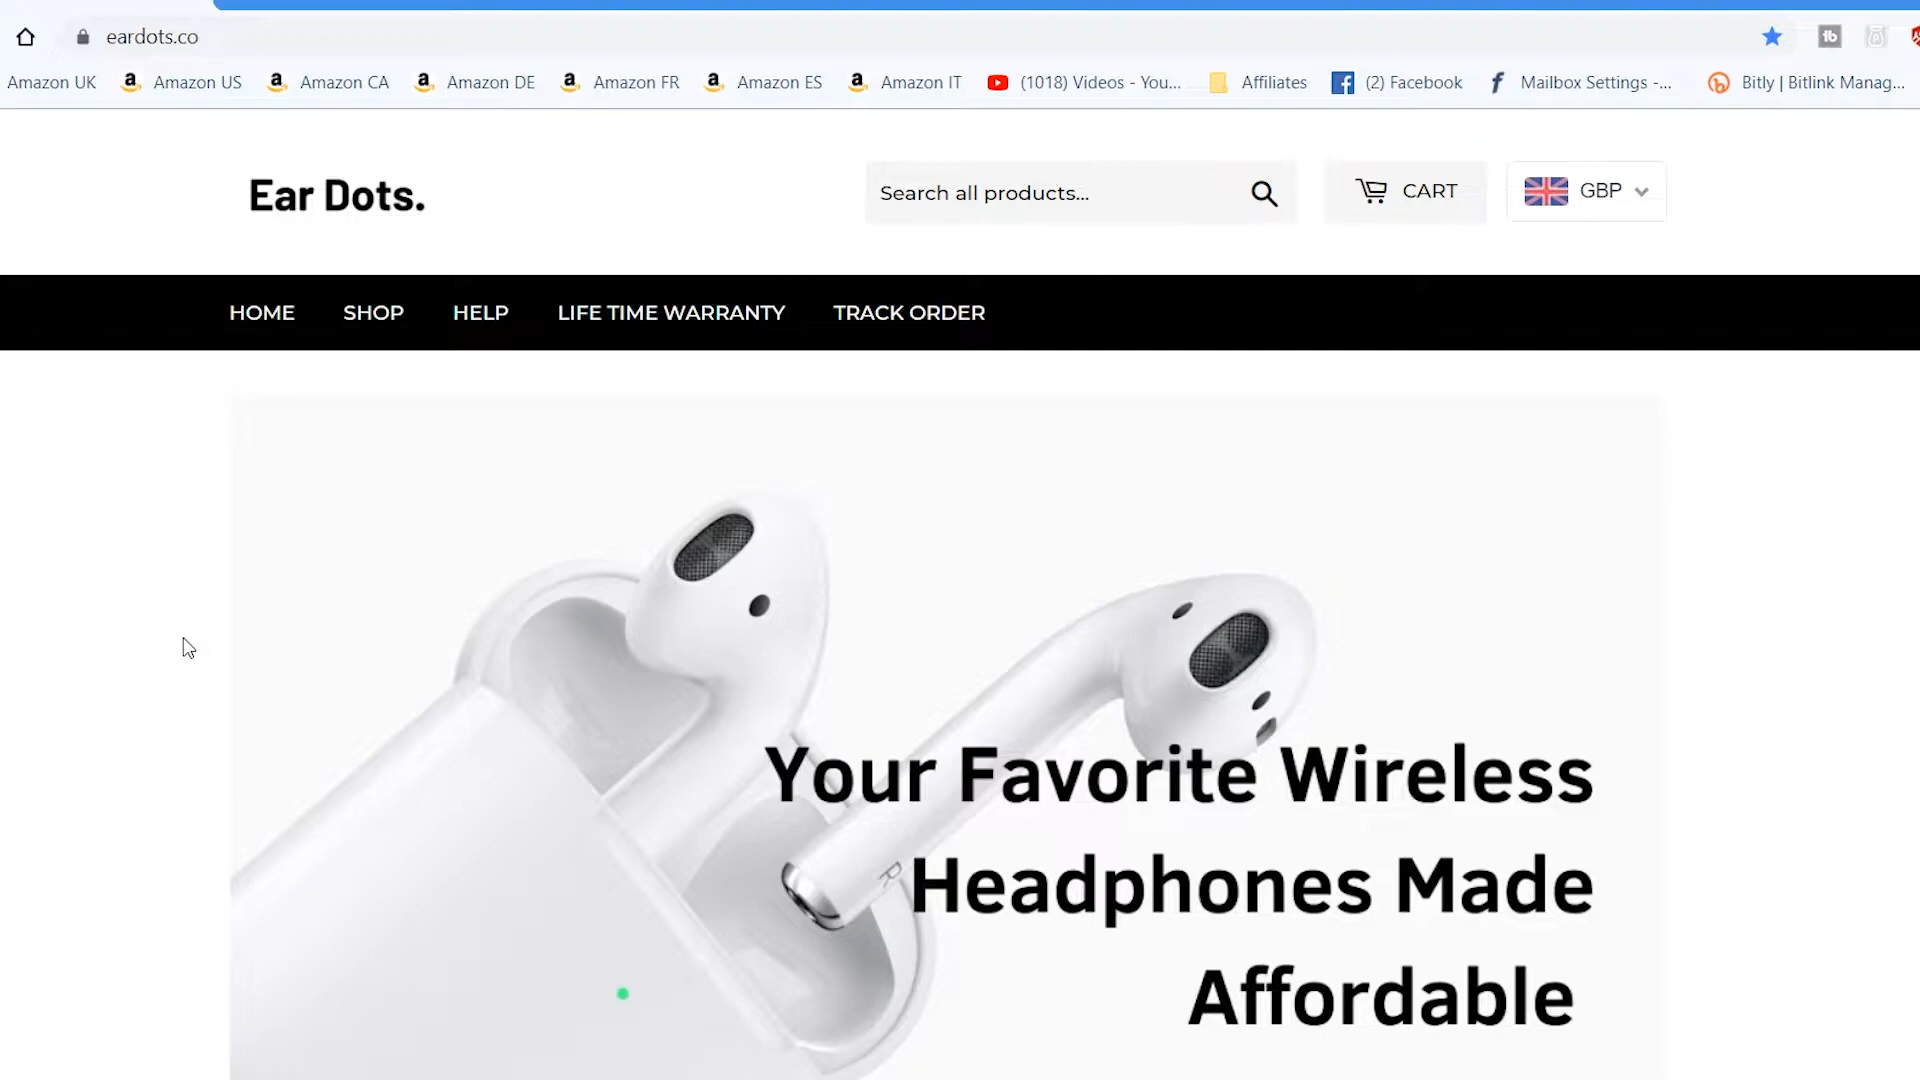 eardots.co
Amazon UK Amazon US Amazon CA Amazon DE Amazon FR Amazon ES Amazon IT (1018) Videos - You... Affiliates (2) Facebook Mailbox Settings -... Bitly | Bitlink Manag...
Ear Dots.
Search all products...
CART
GBP
HOME SHOP HELP LIFE TIME WARRANTY TRACK ORDER
R
Your Favorite Wireless
Headphones Made
Affordable